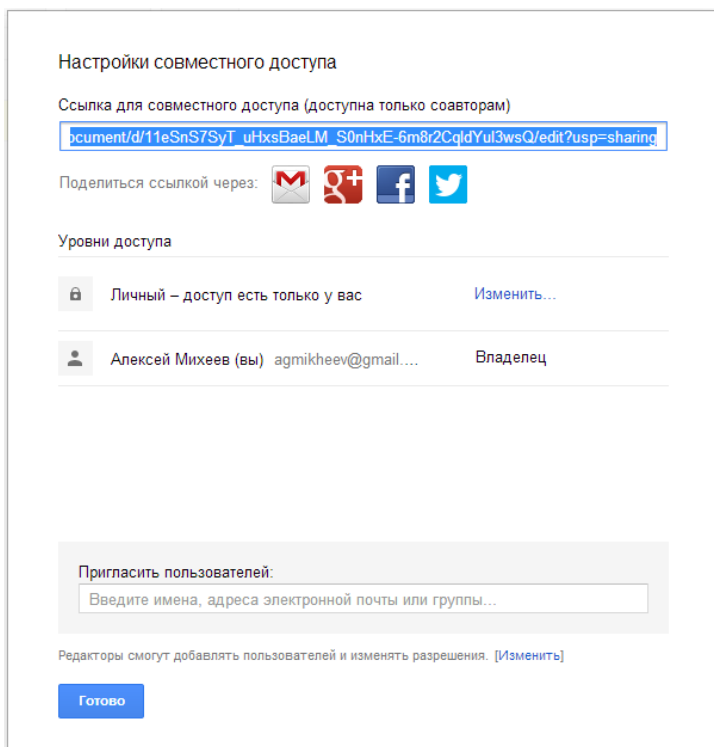 Настройки совместного доступа
Ссылка для совместного доступа (доступна только соавторам)
ocument/d/11eSnS7SyT_uHxsBaeLM_S0nHxE-6m8r2CqldYul3wsQ/edit?usp=sharing
Поделиться ссылкой через:
Уровни доступа
Личный – доступ есть только у вас Изменить...
Алексей Михеев (вы) agmikheev@gmail.... Владелец
Пригласить пользователей:
Введите имена, адреса электронной почты или группы...
Редакторы смогут добавлять пользователей и изменять разрешения. [Изменить]
Готово